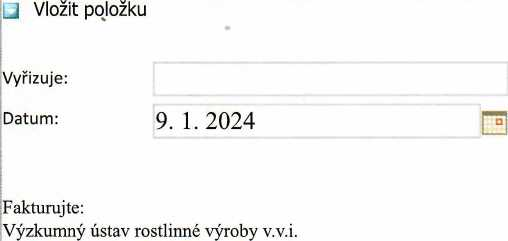 Vložit položku
Vyřizuje:
Datum:
9. 1. 2024
Fakturujte:
Výzkumný ústav rostlinné výroby v.v.i.